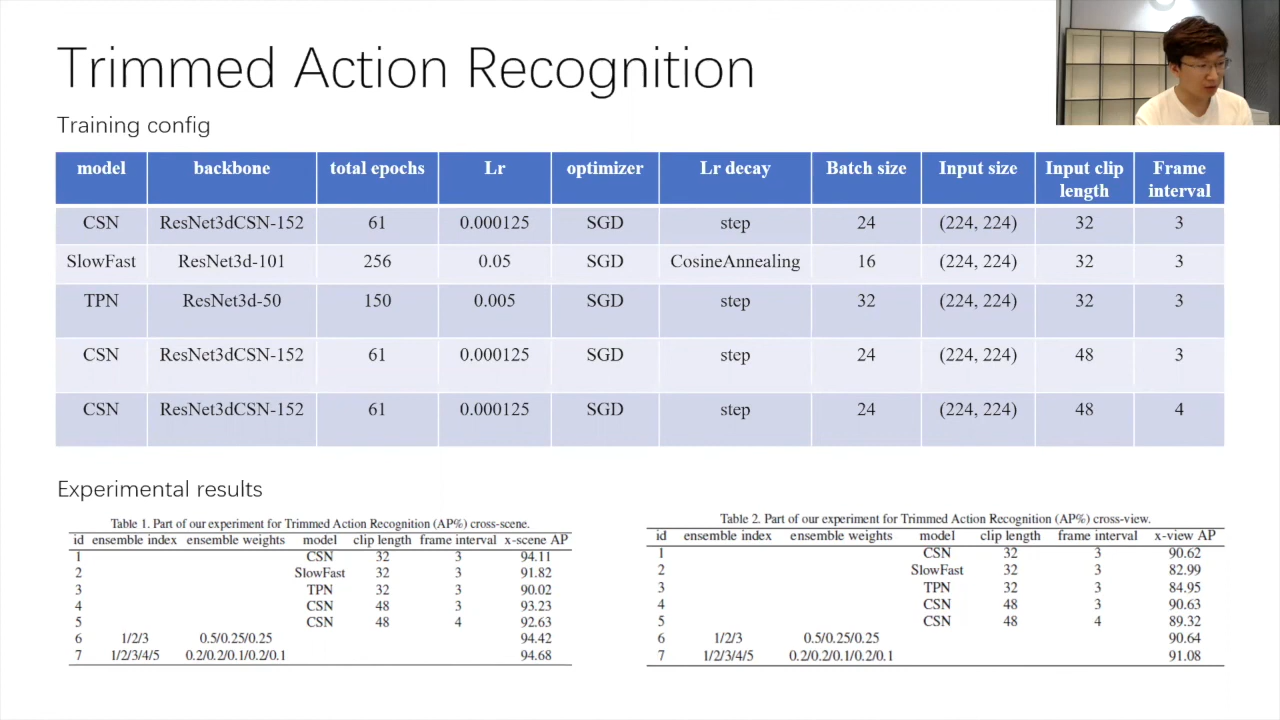 Trimmed Action Recognition
Training config
model backbone total epochs Lr optimizer Lr decay Batch size Input size Input clip length Frame interval
CSN ResNet3dCSN-152 61 0.000125 SGD step 24 (224, 224) 32 3
SlowFast ResNet3d-101 256 0.05 SGD CosineAnnealing 16 (224, 224) 32 3
TPN ResNet3d-50 150 0.005 SGD step 32 (224, 224) 32 3
CSN ResNet3dCSN-152 61 0.000125 SGD step 24 (224, 224) 48 3
CSN ResNet3dCSN-152 61 0.000125 SGD step 24 (224, 224) 48 4
Experimental results
Table 1. Part of our experiment for Trimmed Action Recognition (AP%) cross-scene.
id ensemble index ensemble weights model clip length frame interval x-scene AP
1 CSN 32 3 94.11
2 SlowFast 32 3 91.82
3 TPN 32 3 90.02
4 CSN 48 3 93.23
5 CSN 48 4 92.63
6 1/2/3 0.5/0.25/0.25 94.42
7 1/2/3/4/5 0.2/0.2/0.1/0.2/0.1 94.68
Table 2. Part of our experiment for Trimmed Action Recognition (AP%) cross-view.
id ensemble index ensemble weights model clip length frame interval x-view AP
1 CSN 32 3 90.62
2 SlowFast 32 3 82.99
3 TPN 32 3 84.95
4 CSN 48 3 90.63
5 CSN 48 4 89.32
6 1/2/3 0.5/0.25/0.25 90.64
7 1/2/3/4/5 0.2/0.2/0.1/0.2/0.1 91.08